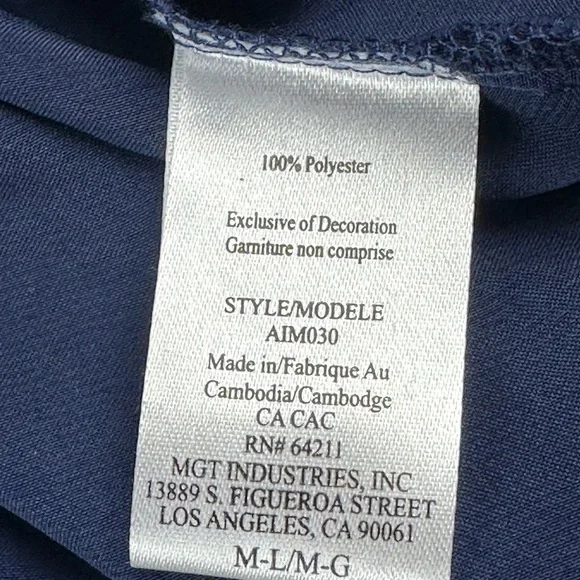 100% Polyester
Exclusive of Decoration
Garniture non comprise
STYLE/MODELE
AIM030
Made in/Fabrique Au
Cambodia/Cambodge
CA CAC
RN# 64211
MGT INDUSTRIES, INC
13889 S. FIGUEROA STREET
LOS ANGELES, CA 90061
M-L/M-G